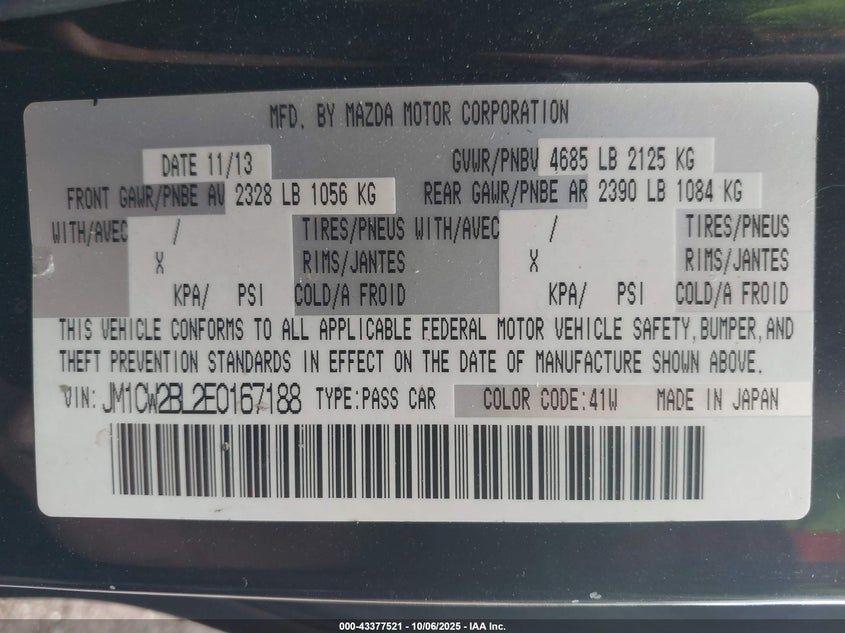 MFD. BY MAZDA MOTOR CORPORATION
DATE 11/13 GVWR/PNBV 4685 LB 2125 KG
FRONT GAWR/PNBE AV 2328 LB 1056 KG REAR GAWR/PNBE AR 2390 LB 1084 KG
WITH/AVEC / TIRES/PNEUS WITH/AVEC / TIRES/PNEUS
X RIMS/JANTES X RIMS/JANTES
KPA/ PSI COLD/A FROID KPA/ PSI COLD/A FROID
THIS VEHICLE CONFORMS TO ALL APPLICABLE FEDERAL MOTOR VEHICLE SAFETY, BUMPER, AND
THEFT PREVENTION STANDARDS IN EFFECT ON THE DATE OF MANUFACTURE SHOWN ABOVE.
VIN: JM1CW2BL2E0167188 TYPE:PASS CAR COLOR CODE:41W MADE IN JAPAN
000-43377521 - 10/06/2025 - IAA Inc.